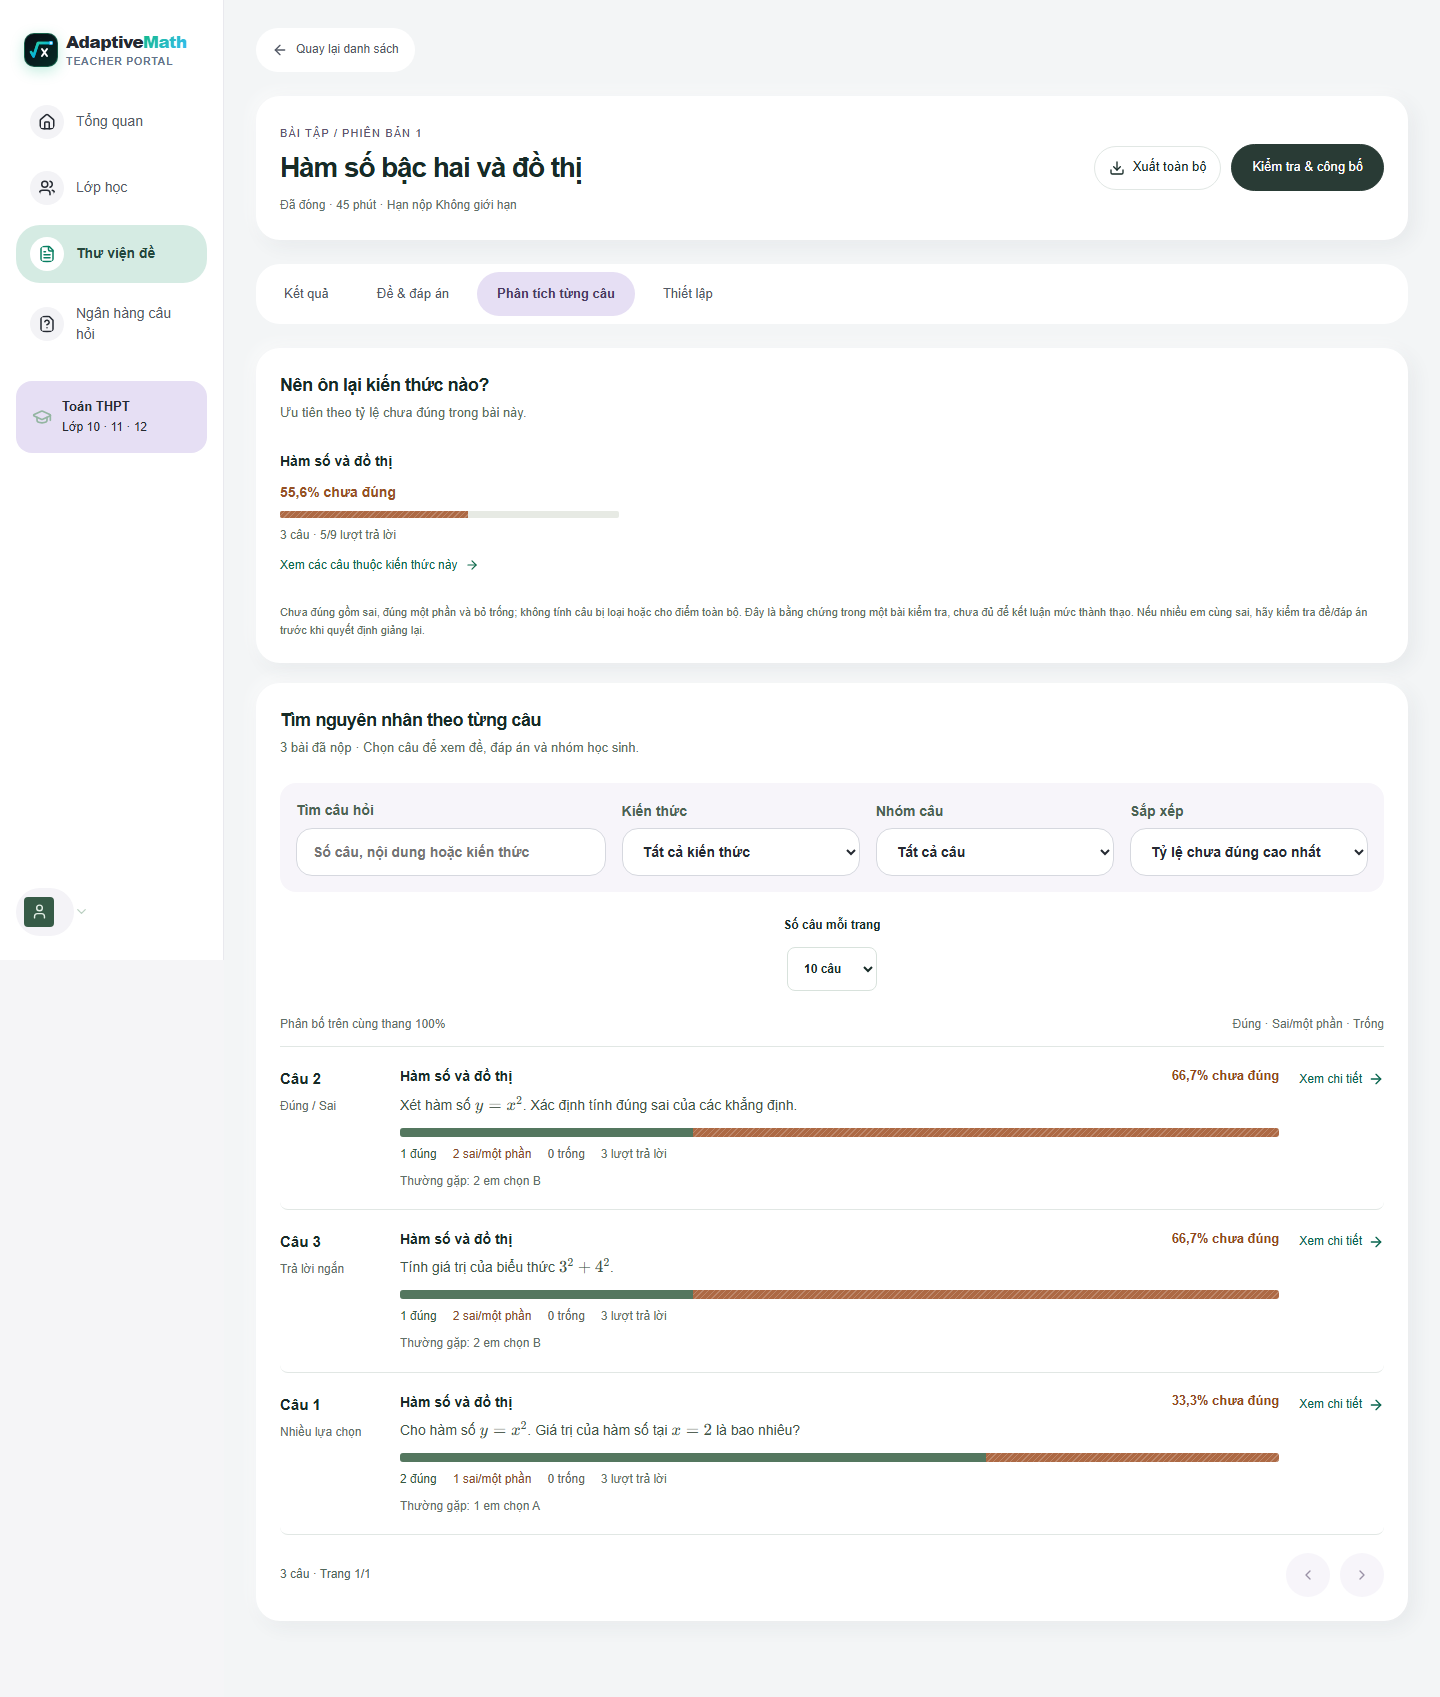 AdaptiveMath
TEACHER PORTAL
Tổng quan
Lớp học
Thư viện đề
Ngân hàng câu
hỏi
Toán THPT
Lớp 10 · 11 · 12
Quay lại danh sách
BÀI TẬP / PHIÊN BẢN 1
Hàm số bậc hai và đồ thị
Đã đóng · 45 phút · Hạn nộp Không giới hạn
Xuất toàn bộ
Kiểm tra & công bố
Kết quả
Đề & đáp án
Phân tích từng câu
Thiết lập
Nên ôn lại kiến thức nào?
Ưu tiên theo tỷ lệ chưa đúng trong bài này.
Hàm số và đồ thị
55,6% chưa đúng
3 câu · 5/9 lượt trả lời
Xem các câu thuộc kiến thức này
Chưa đúng gồm sai, đúng một phần và bỏ trống; không tính câu bị loại hoặc cho điểm toàn bộ. Đây là bằng chứng trong một bài kiểm tra, chưa đủ để kết luận mức thành thạo. Nếu nhiều em cùng sai, hãy kiểm tra đề/đáp án
trước khi quyết định giảng lại.
Tìm nguyên nhân theo từng câu
3 bài đã nộp · Chọn câu để xem đề, đáp án và nhóm học sinh.
Tìm câu hỏi
Kiến thức
Nhóm câu
Sắp xếp
Số câu, nội dung hoặc kiến thức
Tất cả kiến thức
Tất cả câu
Tỷ lệ chưa đúng cao nhất
Số câu mỗi trang
10 câu
Phân bố trên cùng thang 100%
Đúng · Sai/một phần · Trống
Câu 2
Đúng / Sai
Hàm số và đồ thị
66,7% chưa đúng
Xem chi tiết
Xét hàm số y = x². Xác định tính đúng sai của các khẳng định.
1 đúng 2 sai/một phần 0 trống 3 lượt trả lời
Thường gặp: 2 em chọn B
Câu 3
Trả lời ngắn
Hàm số và đồ thị
66,7% chưa đúng
Xem chi tiết
Tính giá trị của biểu thức 3² + 4².
1 đúng 2 sai/một phần 0 trống 3 lượt trả lời
Thường gặp: 2 em chọn B
Câu 1
Nhiều lựa chọn
Hàm số và đồ thị
33,3% chưa đúng
Xem chi tiết
Cho hàm số y = x². Giá trị của hàm số tại x = 2 là bao nhiêu?
2 đúng 1 sai/một phần 0 trống 3 lượt trả lời
Thường gặp: 1 em chọn A
3 câu · Trang 1/1